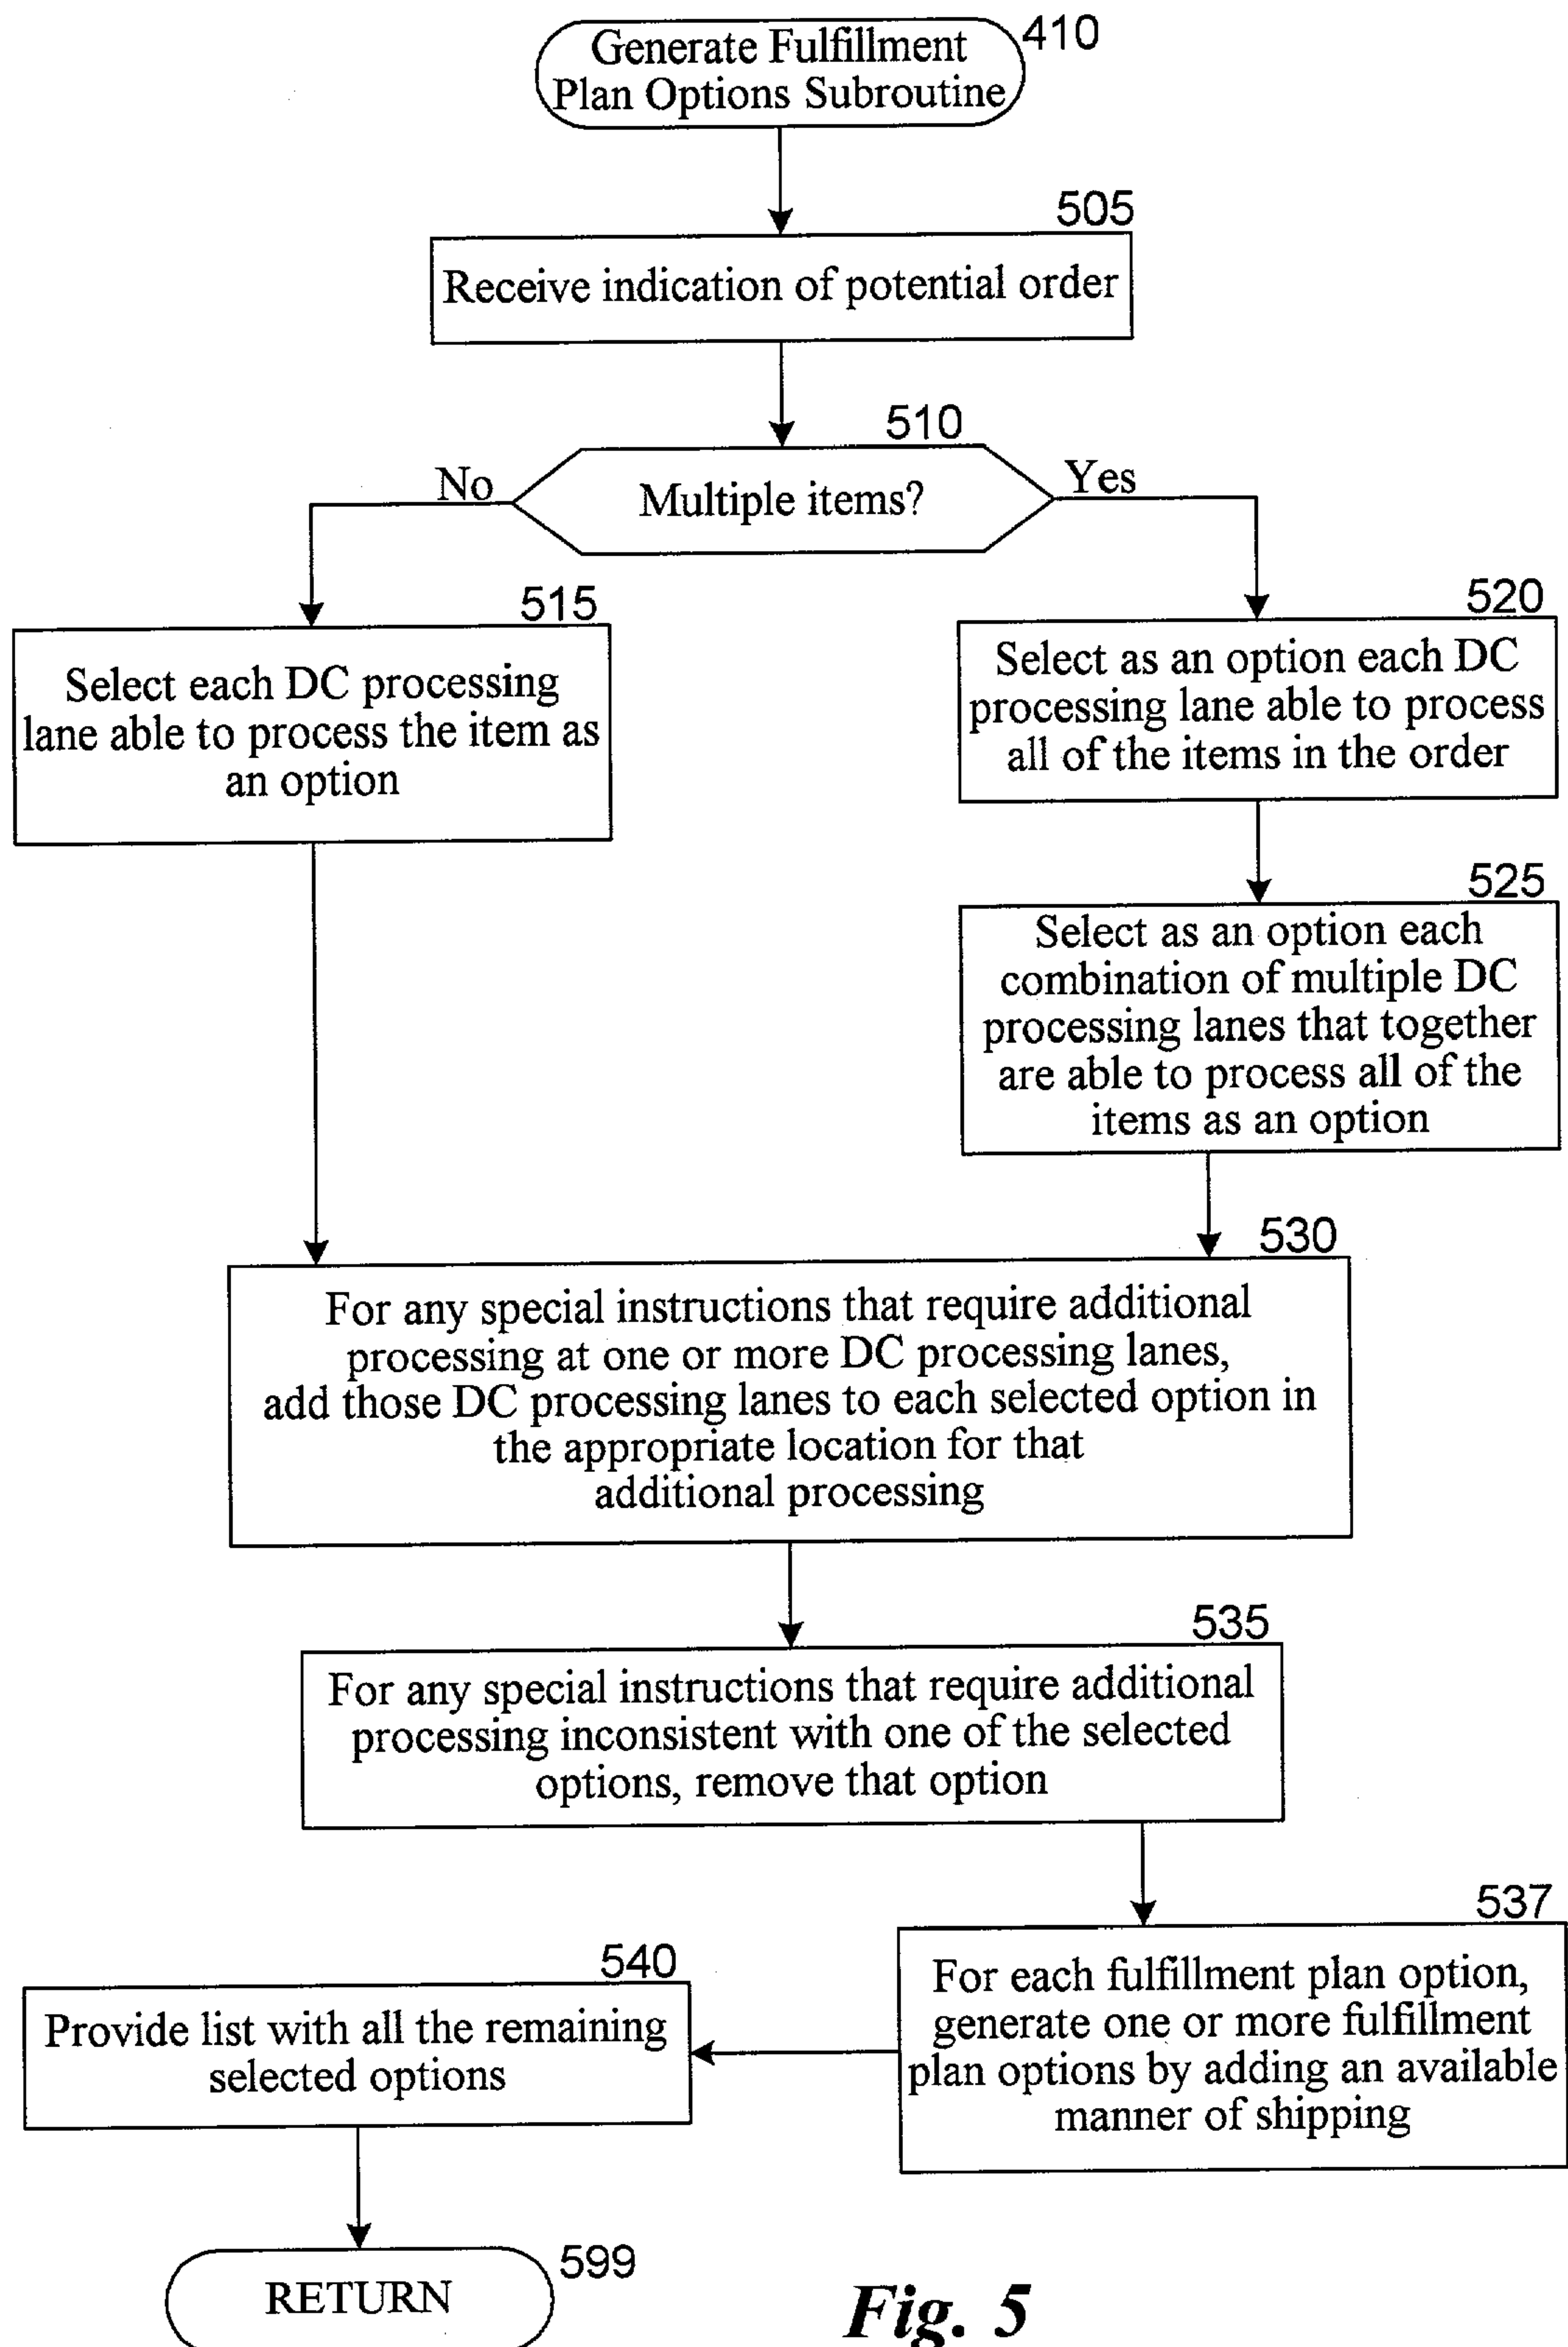 Generate Fulfillment
Plan Options Subroutine
410
505
Receive indication of potential order
510
No
Multiple items?
Yes
515
Select each DC processing
lane able to process the item as
an option
520
Select as an option each DC
processing lane able to process
all of the items in the order
525
Select as an option each
combination of multiple DC
processing lanes that together
are able to process all of the
items as an option
530
For any special instructions that require additional
processing at one or more DC processing lanes,
add those DC processing lanes to each selected option in
the appropriate location for that
additional processing
535
For any special instructions that require additional
processing inconsistent with one of the selected
options, remove that option
537
For each fulfillment plan option,
generate one or more fulfillment
plan options by adding an available
manner of shipping
540
Provide list with all the remaining
selected options
RETURN
599
Fig. 5